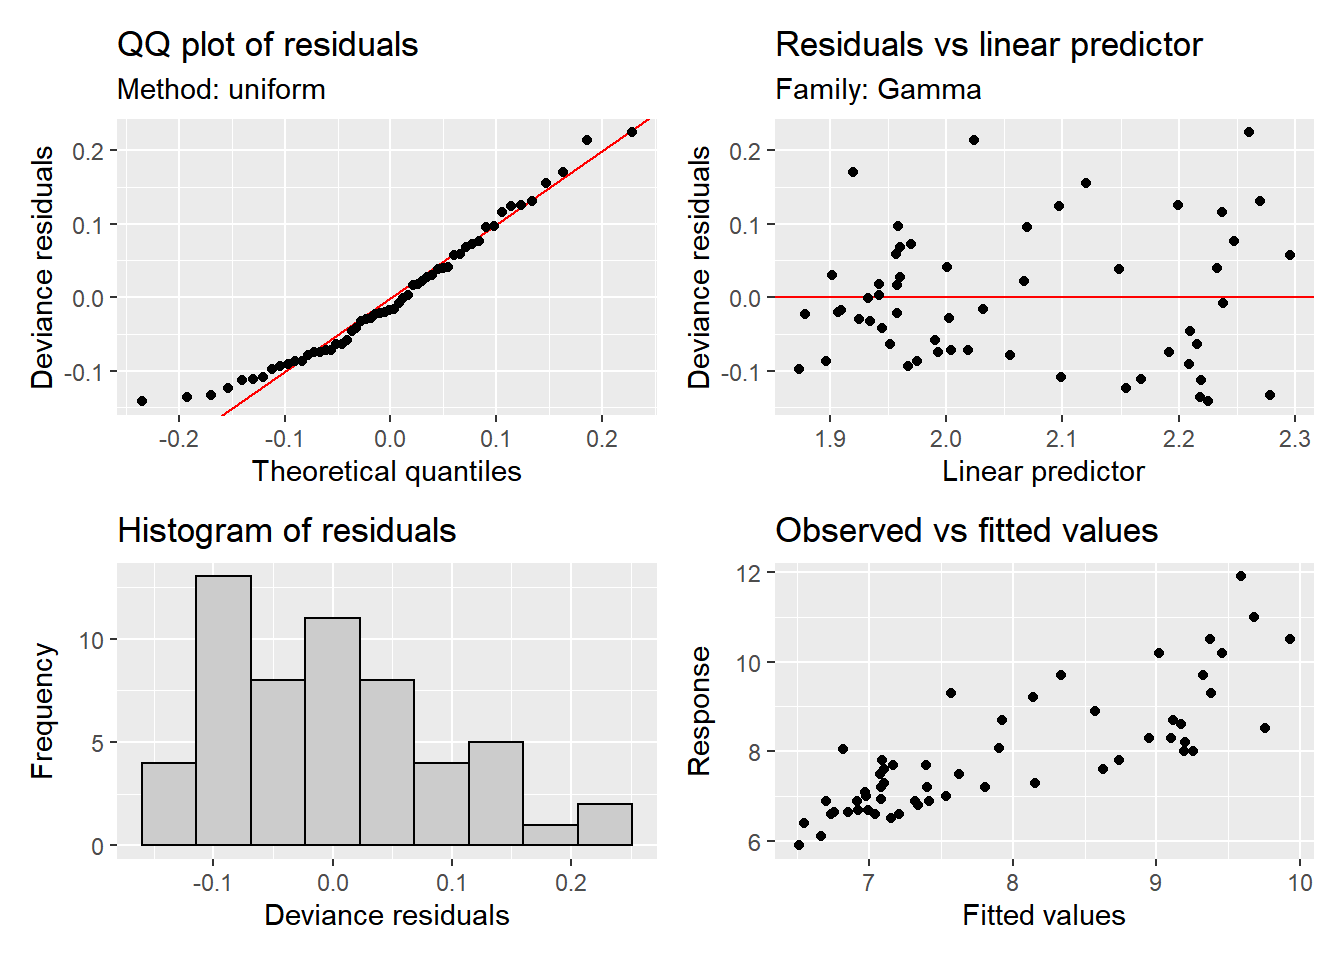 QQ plot of residuals
Method: uniform
0.2
0.1
0.0
-0.1
Deviance residuals
-0.2
-0.1
0.0
0.1
0.2
Theoretical quantiles
Residuals vs linear predictor
Family: Gamma
0.2
0.1
0.0
-0.1
Deviance residuals
1.9
2.0
2.1
2.2
2.3
Linear predictor
Histogram of residuals
10
5
0
Frequency
-0.1
0.0
0.1
0.2
Deviance residuals
Observed vs fitted values
12
10
8
6
Response
7
8
9
10
Fitted values